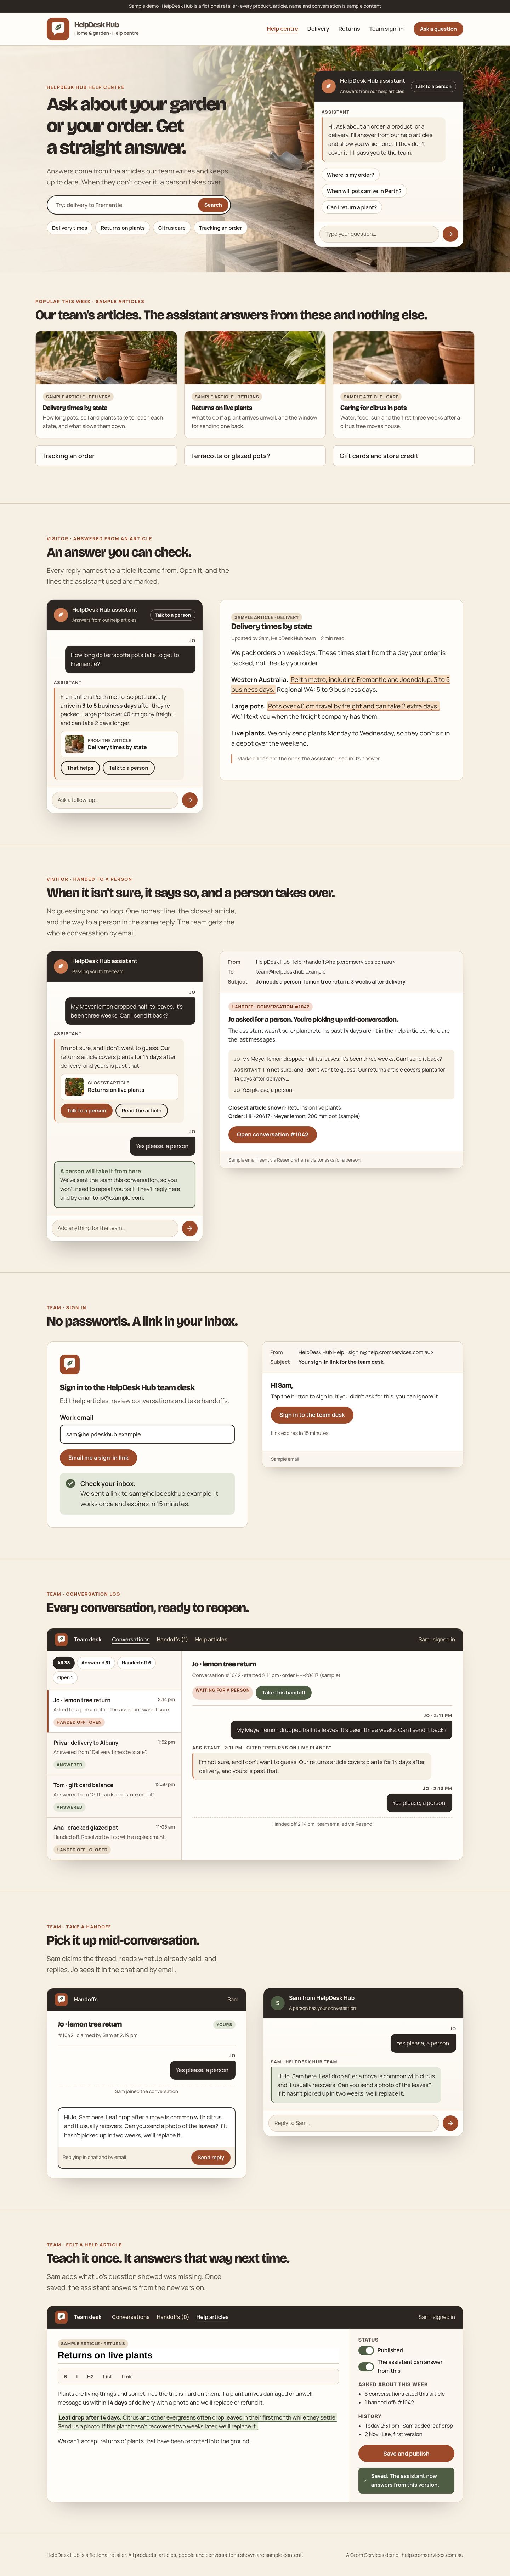 Sample demo · HelpDesk Hub is a fictional retailer · every product, article, name and conversation is sample content
HelpDesk Hub
Home & garden · Help centre
Help centre
Delivery
Returns
Team sign-in
Ask a question
HELPDESK HUB HELP CENTRE
Ask about your garden
or your order. Get
a straight answer.
Answers come from articles our team writes and keeps
up to date. When they don't cover it, a person takes over.
Try: delivery to Fremantle
Search
Delivery times
Returns on plants
Citrus care
Tracking an order
HelpDesk Hub assistant
Answers from our help articles
Talk to a person
ASSISTANT
Hi. Ask about an order, a product, or a
delivery. I'll answer from our help articles
and show you which one. If they don't
cover it, I'll pass you to the team.
Where is my order?
When will pots arrive in Perth?
Can I return a plant?
Type your question...
POPULAR THIS WEEK · SAMPLE ARTICLES
Our team's articles. The assistant answers from these and nothing else.
SAMPLE ARTICLE · DELIVERY
Delivery times by state
How long pots, soil and plants take to reach each
state, and what slows them down.
SAMPLE ARTICLE · RETURNS
Returns on live plants
What to do if a plant arrives unwell, and the window
for sending one back.
SAMPLE ARTICLE · CARE
Caring for citrus in pots
Water, feed, sun and the first three weeks after a
citrus tree moves house.
Tracking an order
Terracotta or glazed pots?
Gift cards and store credit
VISITOR · ANSWERED FROM AN ARTICLE
An answer you can check.
Every reply names the article it came from. Open it, and the
lines the assistant used are marked.
HelpDesk Hub assistant
Answers from our help articles
Talk to a person
JO
How long do terracotta pots take to get to
Fremantle?
ASSISTANT
Fremantle is Perth metro, so pots usually
arrive in 3 to 5 business days after they're
packed. Large pots over 40 cm go by freight
and can take 2 days longer.
FROM THE ARTICLE
Delivery times by state
That helps
Talk to a person
Ask a follow-up...
SAMPLE ARTICLE · DELIVERY
Delivery times by state
Updated by Sam, HelpDesk Hub team 2 min read
We pack orders on weekdays. These times start from the day your order is
packed, not the day you order.
Western Australia. Perth metro, including Fremantle and Joondalup: 3 to 5
business days. Regional WA: 5 to 9 business days.
Large pots. Pots over 40 cm travel by freight and can take 2 extra days.
We'll text you when the freight company has them.
Live plants. We only send plants Monday to Wednesday, so they don't sit in
a depot over the weekend.
Marked lines are the ones the assistant used in its answer.
VISITOR · HANDED TO A PERSON
When it isn't sure, it says so, and a person takes over.
No guessing and no loop. One honest line, the closest article,
and the way to a person in the same reply. The team gets the
whole conversation by email.
HelpDesk Hub assistant
Passing you to the team
JO
My Meyer lemon dropped half its leaves. It's
been three weeks. Can I send it back?
ASSISTANT
I'm not sure, and I don't want to guess. Our
returns article covers plants for 14 days after
delivery, and yours is past that.
CLOSEST ARTICLE
Returns on live plants
Talk to a person
Read the article
JO
Yes please, a person.
A person will take it from here.
We've sent the team this conversation, so you
won't need to repeat yourself. They'll reply here
and by email to jo@example.com.
Add anything for the team...
From HelpDesk Hub Help <handoff@help.cromservices.com.au>
To team@helpdeskhub.example
Subject Jo needs a person: lemon tree return, 3 weeks after delivery
HANDOFF · CONVERSATION #1042
Jo asked for a person. You're picking up mid-conversation.
The assistant wasn't sure: plant returns past 14 days aren't in the help articles. Here are
the last messages.
JO My Meyer lemon dropped half its leaves. It's been three weeks. Can I send it back?
ASSISTANT I'm not sure, and I don't want to guess. Our returns article covers plants for
14 days after delivery...
JO Yes please, a person.
Closest article shown: Returns on live plants
Order: HH-20417 · Meyer lemon, 200 mm pot (sample)
Open conversation #1042
Sample email · sent via Resend when a visitor asks for a person
TEAM · SIGN IN
No passwords. A link in your inbox.
Sign in to the HelpDesk Hub team desk
Edit help articles, review conversations and take handoffs.
Work email
sam@helpdeskhub.example
Email me a sign-in link
Check your inbox.
We sent a link to sam@helpdeskhub.example. It
works once and expires in 15 minutes.
From HelpDesk Hub Help <signin@help.cromservices.com.au>
Subject Your sign-in link for the team desk
Hi Sam,
Tap the button to sign in. If you didn't ask for this, you can ignore it.
Sign in to the team desk
Link expires in 15 minutes.
Sample email
TEAM · CONVERSATION LOG
Every conversation, ready to reopen.
Team desk
Conversations
Handoffs (1)
Help articles
Sam · signed in
All 38
Answered 31
Handed off 6
Open 1
Jo · lemon tree return 2:14 pm
Asked for a person after the assistant wasn't sure.
HANDED OFF · OPEN
Priya · delivery to Albany 1:52 pm
Answered from "Delivery times by state".
ANSWERED
Tom · gift card balance 12:30 pm
Answered from "Gift cards and store credit".
ANSWERED
Ana · cracked glazed pot 11:05 am
Handed off. Resolved by Lee with a replacement.
HANDED OFF · CLOSED
Jo · lemon tree return
Conversation #1042 · started 2:11 pm · order HH-20417 (sample)
WAITING FOR A PERSON
Take this handoff
JO · 2:11 PM
My Meyer lemon dropped half its leaves. It's been three weeks. Can I send it back?
ASSISTANT · 2:11 PM · CITED "RETURNS ON LIVE PLANTS"
I'm not sure, and I don't want to guess. Our returns article covers plants for 14 days after
delivery, and yours is past that.
JO · 2:13 PM
Yes please, a person.
Handed off 2:14 pm · team emailed via Resend
TEAM · TAKE A HANDOFF
Pick it up mid-conversation.
Sam claims the thread, reads what Jo already said, and
replies. Jo sees it in the chat and by email.
Handoffs
Sam
Jo · lemon tree return
YOURS
#1042 · claimed by Sam at 2:19 pm
JO
Yes please, a person.
Sam joined the conversation
Hi Jo, Sam here. Leaf drop after a move is common with citrus
and it usually recovers. Can you send a photo of the leaves? If it
hasn't picked up in two weeks, we'll replace it.
Replying in chat and by email
Send reply
S
Sam from HelpDesk Hub
A person has your conversation
JO
Yes please, a person.
SAM · HELPDESK HUB TEAM
Hi Jo, Sam here. Leaf drop after a move is common with
citrus and it usually recovers. Can you send a photo of the leaves?
If it hasn't picked up in two weeks, we'll replace it.
Reply to Sam...
TEAM · EDIT A HELP ARTICLE
Teach it once. It answers that way next time.
Sam adds what Jo's question showed was missing. Once
saved, the assistant answers from the new version.
Team desk
Conversations
Handoffs (0)
Help articles
Sam · signed in
SAMPLE ARTICLE · RETURNS
Returns on live plants
B
I
H2
List
Link
Plants are living things and sometimes the trip is hard on them. If a plant arrives damaged or unwell,
message us within 14 days of delivery with a photo and we'll replace or refund it.
Leaf drop after 14 days. Citrus and other evergreens often drop leaves in their first month while they settle.
Send us a photo. If the plant hasn't recovered two weeks later, we'll replace it.
We can't accept returns of plants that have been repotted into the ground.
STATUS
Published
The assistant can answer
from this
ASKED ABOUT THIS WEEK
• 3 conversations cited this article
• 1 handed off: #1042
HISTORY
• Today 2:31 pm · Sam added leaf drop
• 2 Nov · Lee, first version
Save and publish
Saved. The assistant now
answers from this version.
HelpDesk Hub is a fictional retailer. All products, articles, people and conversations shown are sample content.
A Crom Services demo · help.cromservices.com.au